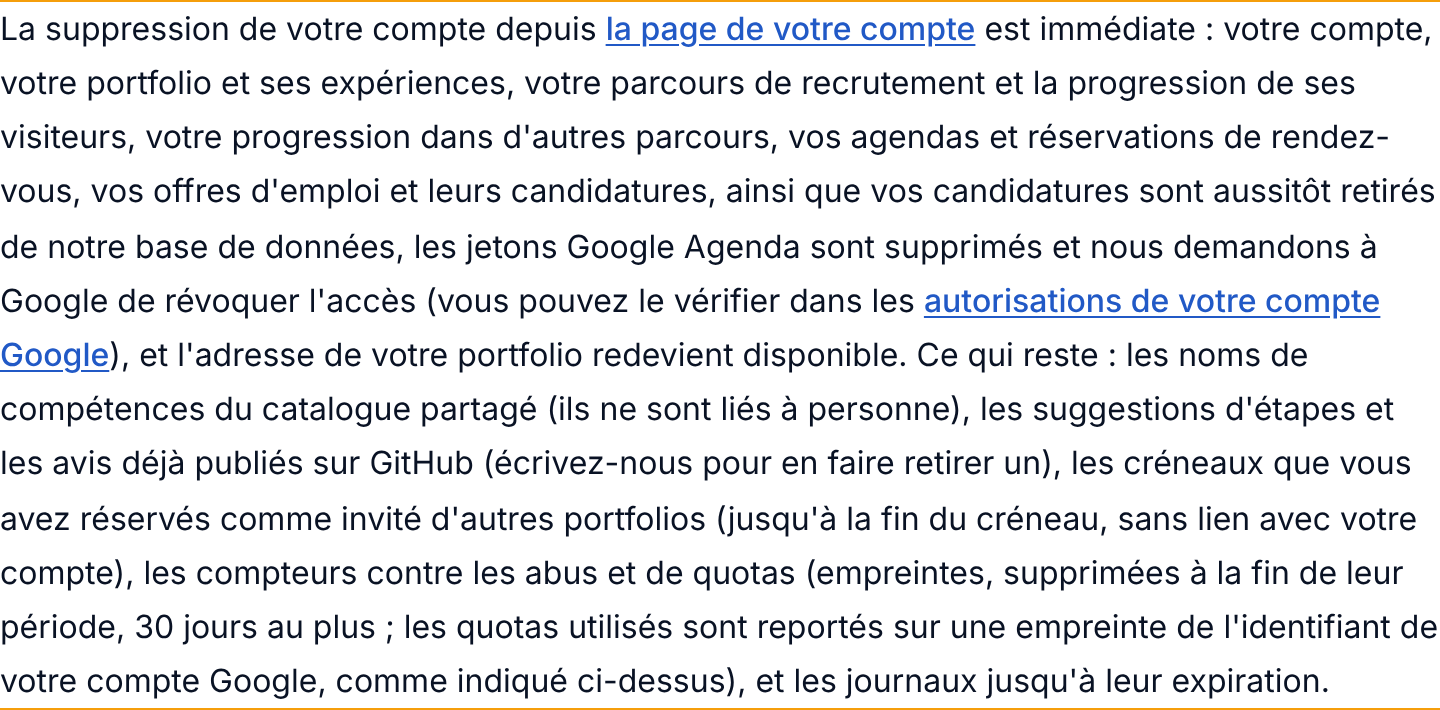 La suppression de votre compte depuis la page de votre compte est immédiate : votre compte,
votre portfolio et ses expériences, votre parcours de recrutement et la progression de ses
visiteurs, votre progression dans d'autres parcours, vos agendas et réservations de rendez-
vous, vos offres d'emploi et leurs candidatures, ainsi que vos candidatures sont aussitôt retirés
de notre base de données, les jetons Google Agenda sont supprimés et nous demandons à
Google de révoquer l'accès (vous pouvez le vérifier dans les autorisations de votre compte
Google), et l'adresse de votre portfolio redevient disponible. Ce qui reste : les noms de
compétences du catalogue partagé (ils ne sont liés à personne), les suggestions d'étapes et
les avis déjà publiés sur GitHub (écrivez-nous pour en faire retirer un), les créneaux que vous
avez réservés comme invité d'autres portfolios (jusqu'à la fin du créneau, sans lien avec votre
compte), les compteurs contre les abus et de quotas (empreintes, supprimées à la fin de leur
période, 30 jours au plus ; les quotas utilisés sont reportés sur une empreinte de l'identifiant de
votre compte Google, comme indiqué ci-dessus), et les journaux jusqu'à leur expiration.